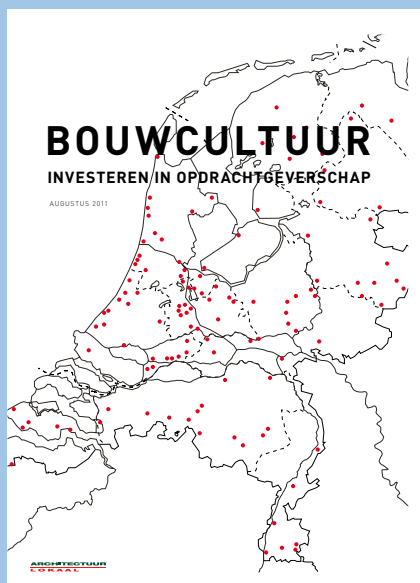 BOUWCULTUUR
INVESTEREN IN OPDRACHTGEVERSCHAP
AUGUSTUS 2011
ARCHITECTUUR
LOKAAL